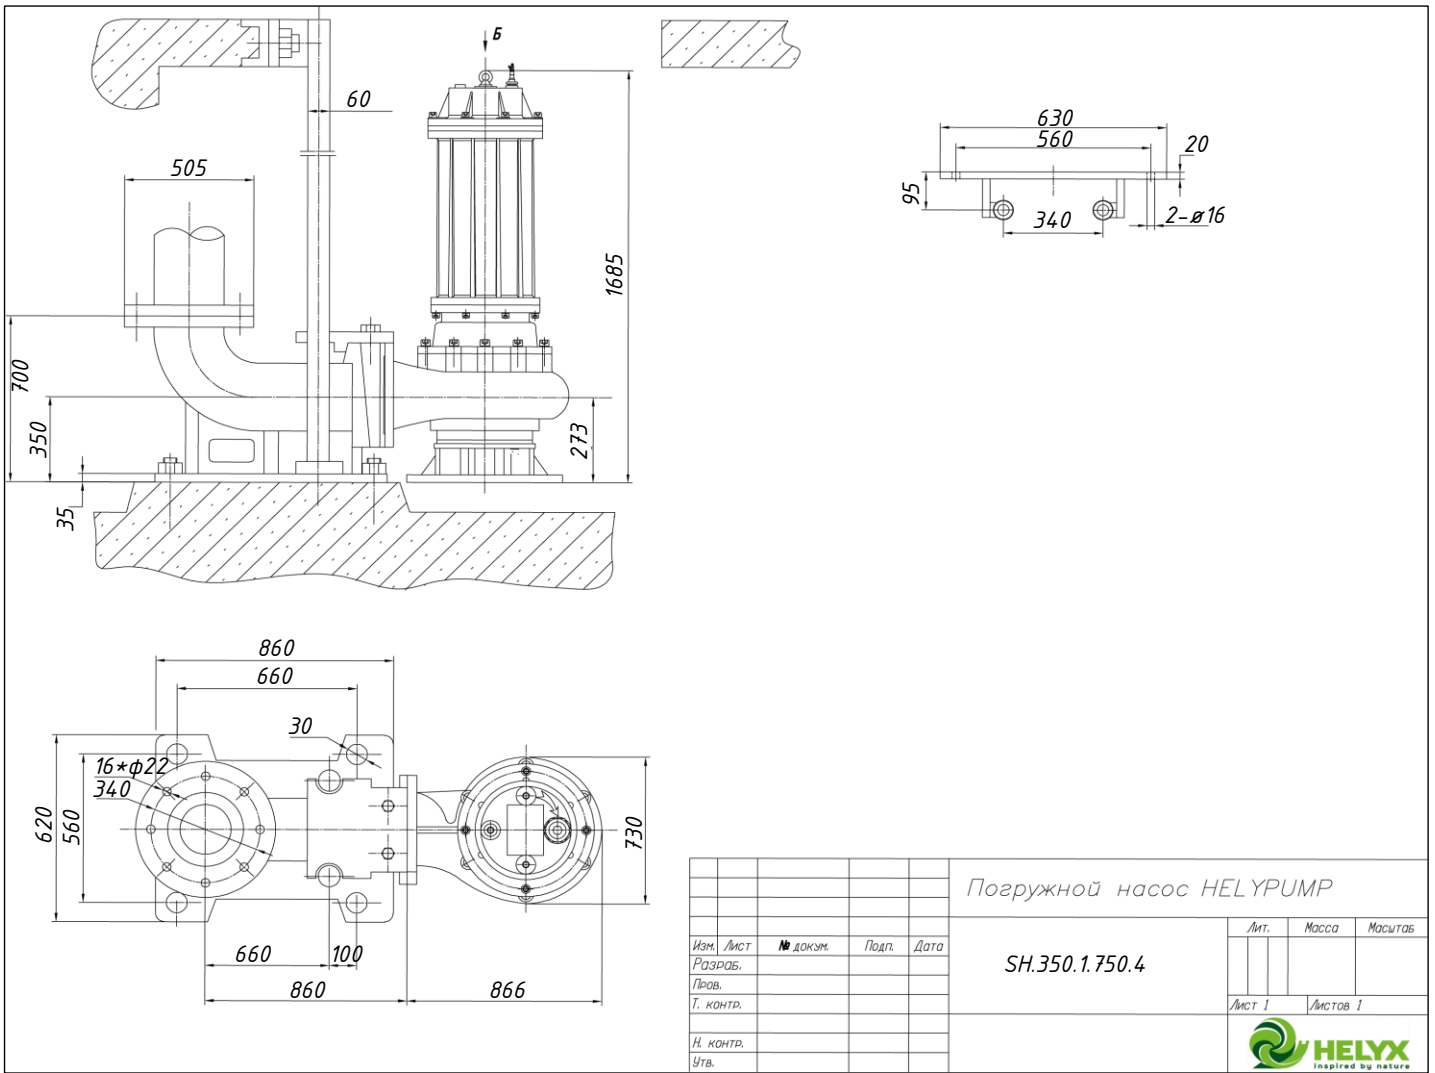 Б
60
505
1685
700
350
273
35
630
560
20
95
340
2-ø16
860
660
30
16*ф22
340
620
560
730
660
100
860
866
Погружной насос HELYPUMP
SH.350.1.750.4
Лит.
Масса
Масштаб
Изм.
Лист
№ докум.
Подп.
Дата
Разраб.
Пров.
Т. контр.
Н. контр.
Утв.
Лист 1
Листов 1
HELYX
inspired by nature